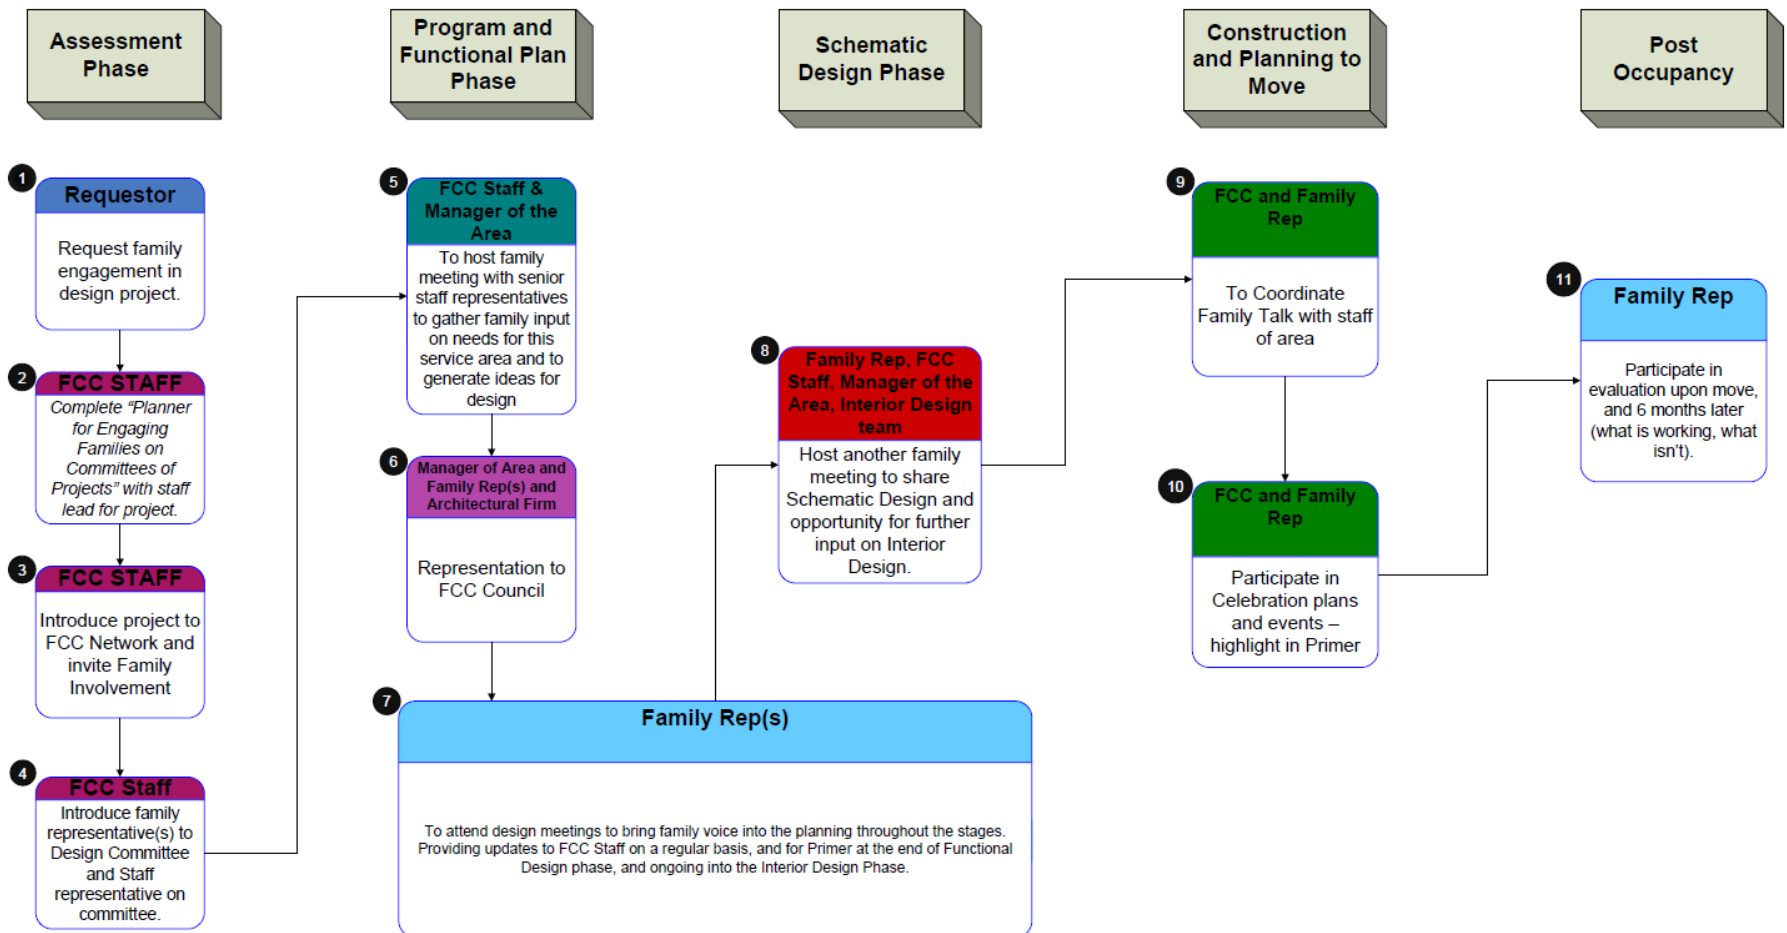 Assessment
Phase
Program and
Functional Plan
Phase
Schematic
Design Phase
Construction
and Planning to
Move
Post
Occupancy
1
Requestor
Request family
engagement in
design project.
2
FCC STAFF
Complete “Planner
for Engaging
Families on
Committees of
Projects” with staff
lead for project.
3
FCC STAFF
Introduce project to
FCC Network and
invite Family
Involvement
4
FCC Staff
Introduce family
representative(s) to
Design Committee
and Staff
representative on
committee.
5
FCC Staff &
Manager of the
Area
To host family
meeting with senior
staff representatives
to gather family input
on needs for this
service area and to
generate ideas for
design
6
Manager of Area and
Family Rep(s) and
Architectural Firm
Representation to
FCC Council
7
Family Rep(s)
To attend design meetings to bring family voice into the planning throughout the stages.
Providing updates to FCC Staff on a regular basis, and for Primer at the end of Functional
Design phase, and ongoing into the Interior Design Phase.
8
Family Rep, FCC
Staff, Manager of the
Area, Interior Design
team
Host another family
meeting to share
Schematic Design and
opportunity for further
input on Interior
Design.
9
FCC and Family
Rep
To Coordinate
Family Talk with staff
of area
10
FCC and Family
Rep
Participate in
Celebration plans
and events –
highlight in Primer
11
Family Rep
Participate in
evaluation upon move,
and 6 months later
(what is working, what
isn’t).